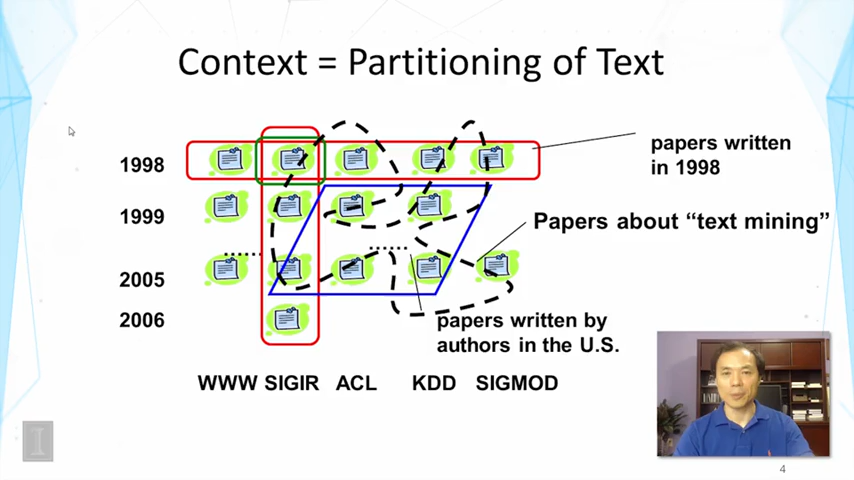 Context = Partitioning of Text
1998
papers written
in 1998
1999
Papers about “text mining”
2005
2006
papers written by
authors in the U.S.
WWW SIGIR ACL KDD SIGMOD
I
4